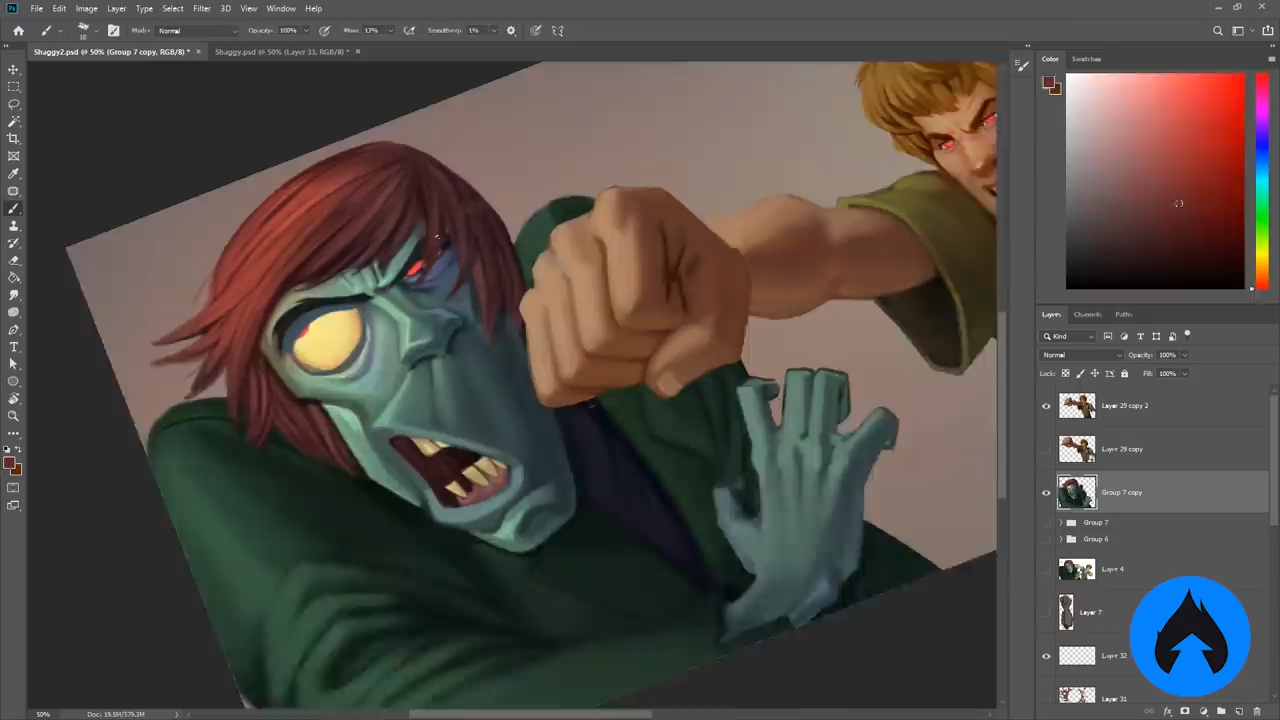 File Edit Image Layer Type Select Filter 3D View Window Help
Mode: Normal Opacity: 100% Flow: 13% Smoothing: 1%
Shaggy2.psd @ 50% (Group 7 copy, RGB/8) * × Shaggy.psd @ 50% (Layer 33, RGB/8) * ×
Color Swatches
Layers Channels Paths
Kind
Normal Opacity: 100%
Lock: Fill: 100%
Layer 29 copy 2
Layer 29 copy
Group 7 copy
Group 7
Group 6
Layer 4
Layer 7
Layer 32
Layer 31
50% Doc: 19.5M/579.3M